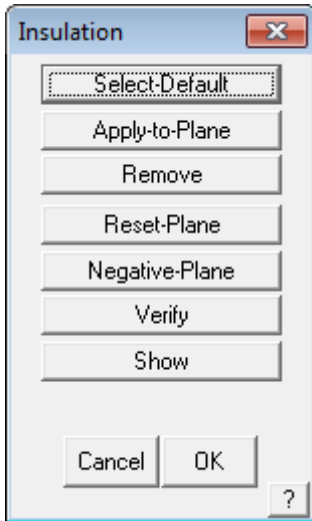 Insulation
Select-Default
Apply-to-Plane
Remove
Reset-Plane
Negative-Plane
Verify
Show
Cancel OK
?